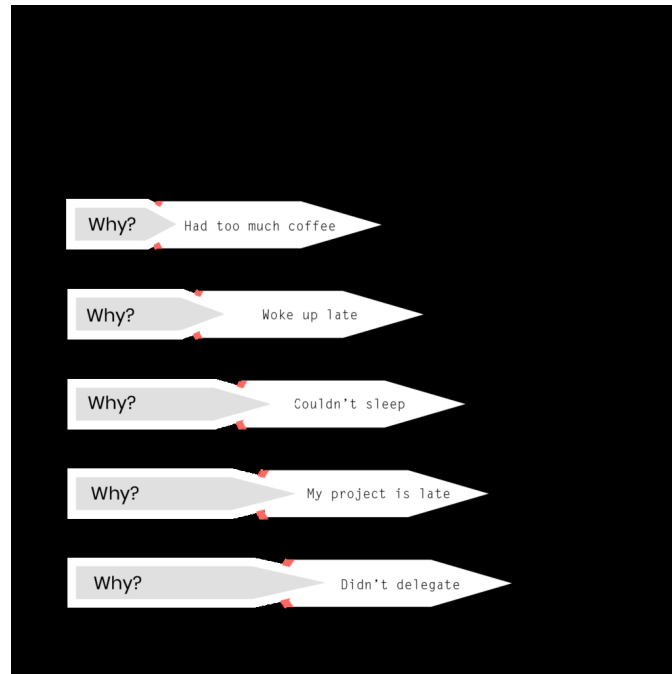 Why? Had too much coffee
Why? Woke up late
Why? Couldn't sleep
Why? My project is late
Why? Didn't delegate